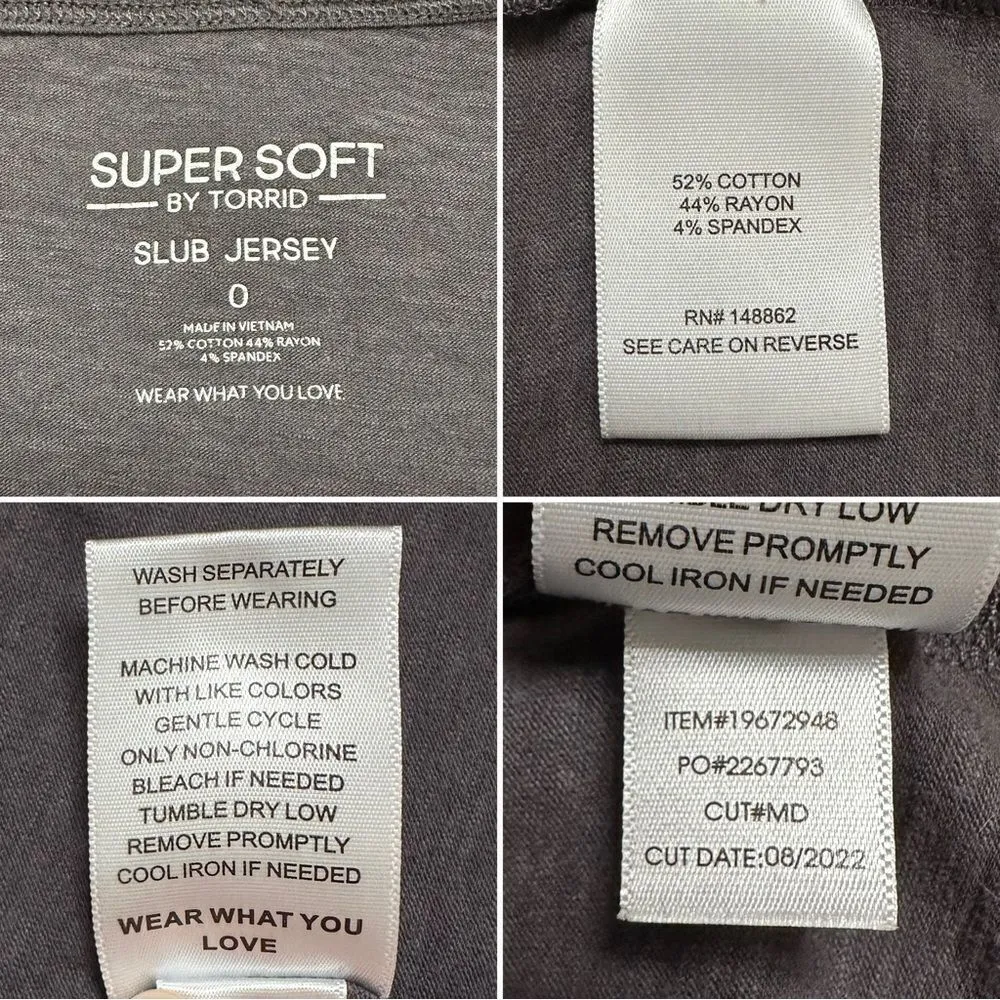 SUPER SOFT
BY TORRID
SLUB JERSEY
0
MADE IN VIETNAM
52% COTTON 44% RAYON
4% SPANDEX
WEAR WHAT YOU LOVE
52% COTTON
44% RAYON
4% SPANDEX
RN# 148862
SEE CARE ON REVERSE
WASH SEPARATELY
BEFORE WEARING
MACHINE WASH COLD
WITH LIKE COLORS
GENTLE CYCLE
ONLY NON-CHLORINE
BLEACH IF NEEDED
TUMBLE DRY LOW
REMOVE PROMPTLY
COOL IRON IF NEEDED
WEAR WHAT YOU
LOVE
DRY LOW
REMOVE PROMPTLY
COOL IRON IF NEEDED
ITEM#19672948
PO#2267793
CUT#MD
CUT DATE:08/2022